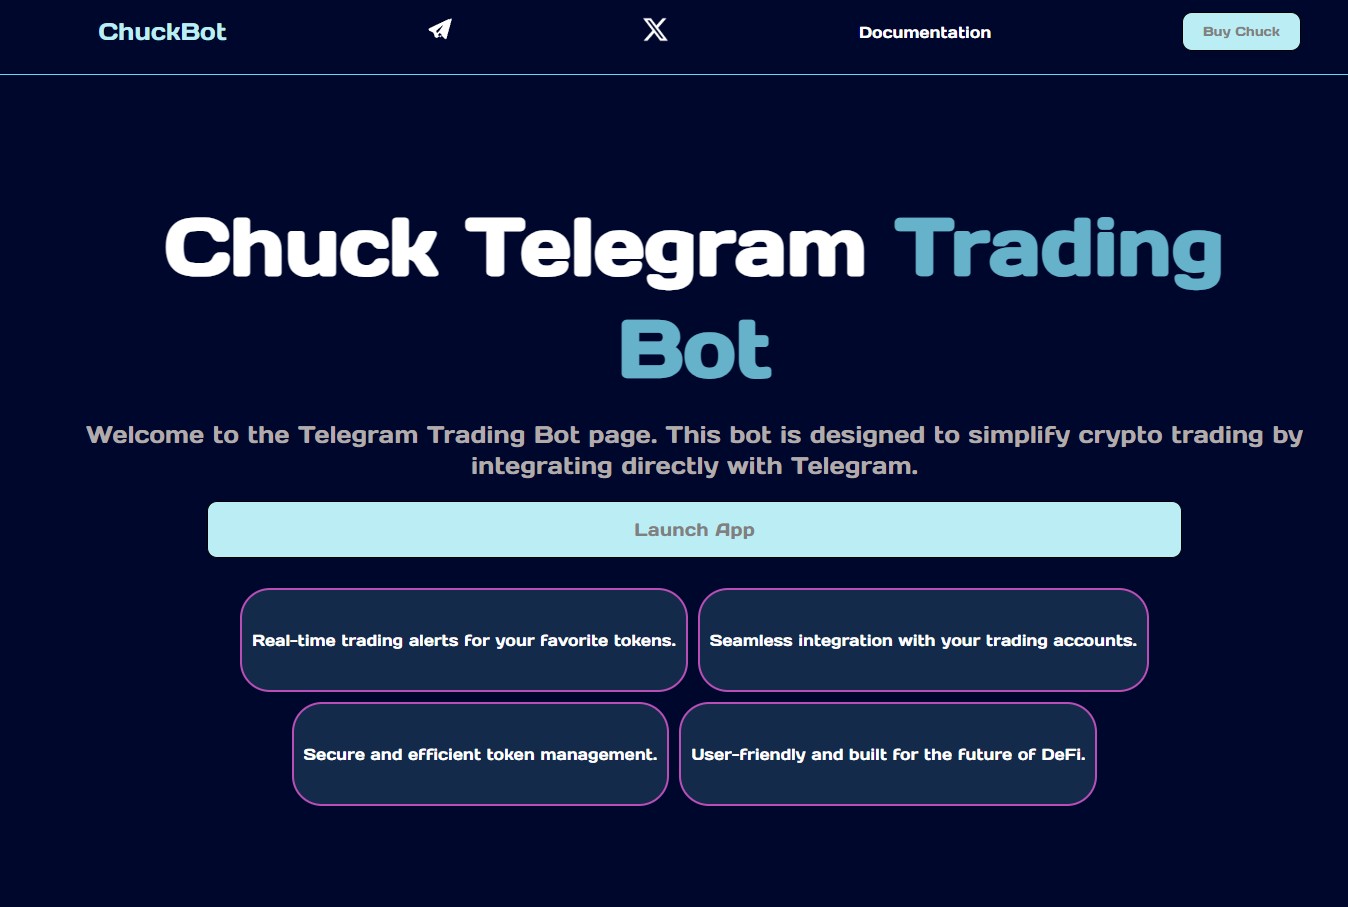 ChuckBot
Documentation
Buy Chuck
Chuck Telegram Trading
Bot
Welcome to the Telegram Trading Bot page. This bot is designed to simplify crypto trading by
integrating directly with Telegram.
Launch App
Real-time trading alerts for your favorite tokens.
Seamless integration with your trading accounts.
Secure and efficient token management.
User-friendly and built for the future of DeFi.